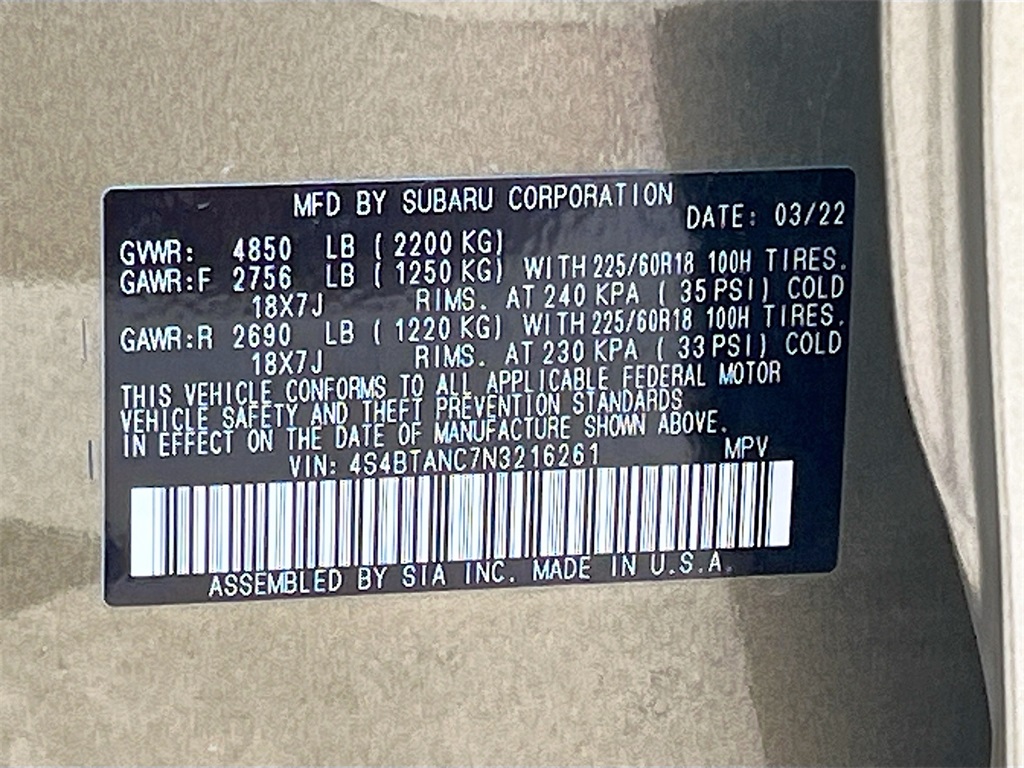 MFD BY SUBARU CORPORATION
DATE: 03/22
GVWR: 4850 LB ( 2200 KG)
GAWR:F 2756 LB ( 1250 KG) WITH 225/60R18 100H TIRES.
18X7J RIMS. AT 240 KPA ( 35 PSI) COLD
GAWR:R 2690 LB ( 1220 KG) WITH 225/60R18 100H TIRES.
18X7J RIMS. AT 230 KPA ( 33 PSI) COLD
THIS VEHICLE CONFORMS TO ALL APPLICABLE FEDERAL MOTOR
VEHICLE SAFETY AND THEFT PREVENTION STANDARDS
IN EFFECT ON THE DATE OF MANUFACTURE SHOWN ABOVE.
VIN: 4S4BTANC7N3216261 MPV
ASSEMBLED BY SIA INC. MADE IN U.S.A.